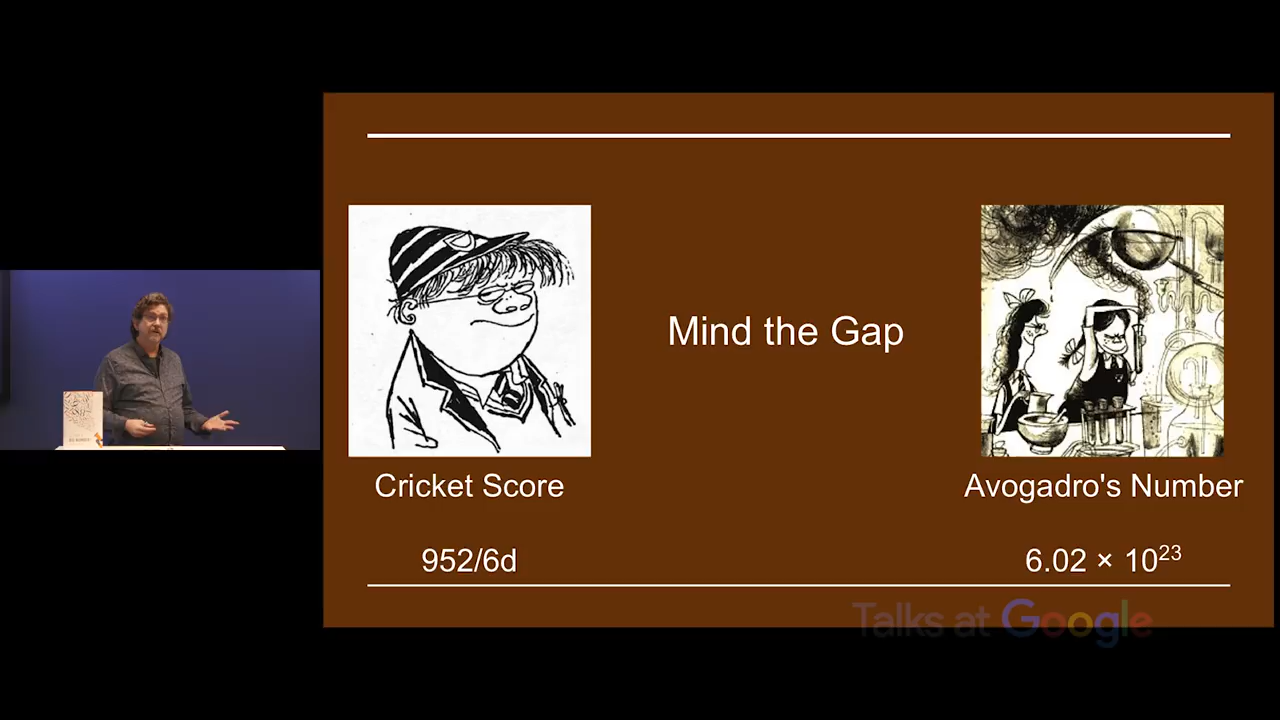 Mind the Gap
Cricket Score
Avogadro's Number
952/6d
6.02 × 10²³
Talks at Google